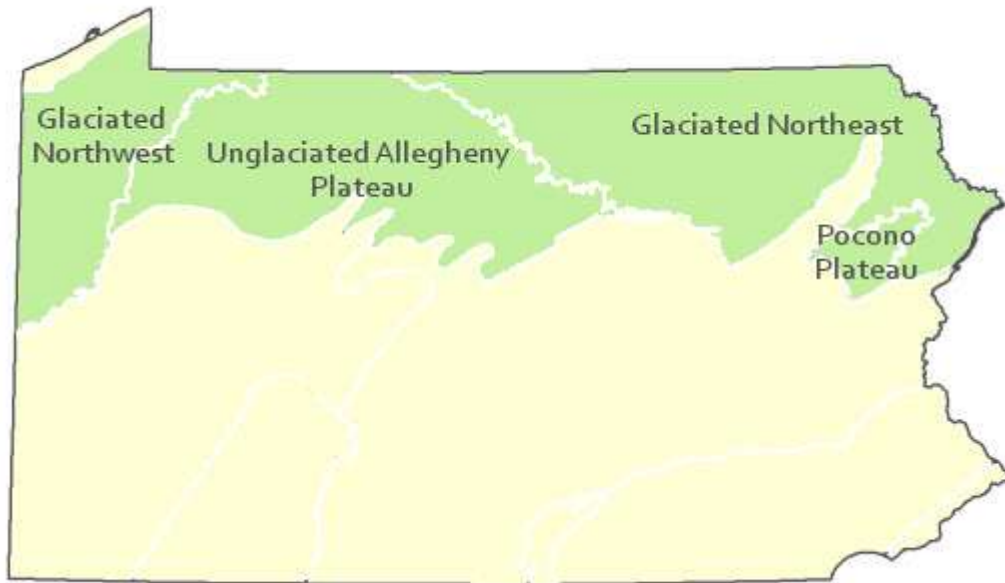 Glaciated
Northwest
Unglaciated Allegheny
Plateau
Glaciated Northeast
Pocono
Plateau